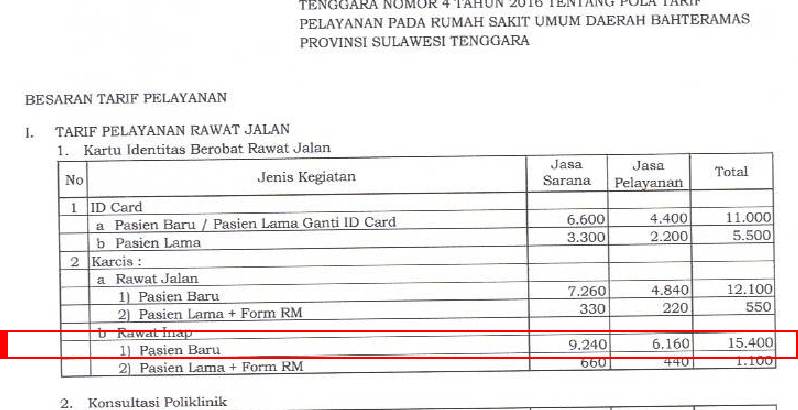 TENGGARA NOMOR 4 TAHUN 2016 TENTANG POLA TARIF
PELAYANAN PADA RUMAH SAKIT UMUM DAERAH BAHTERAMAS
PROVINSI SULAWESI TENGGARA
BESARAN TARIF PELAYANAN
I. TARIF PELAYANAN RAWAT JALAN
1. Kartu Identitas Berobat Rawat Jalan
No Jenis Kegiatan Jasa Sarana Jasa Pelayanan Total
1 ID Card
a Pasien Baru / Pasien Lama Ganti ID Card 6.600 4.400 11.000
b Pasien Lama 3.300 2.200 5.500
2 Karcis :
a Rawat Jalan
1) Pasien Baru 7.260 4.840 12.100
2) Pasien Lama + Form RM 330 220 550
b Rawat Inap
1) Pasien Baru 9.240 6.160 15.400
2) Pasien Lama + Form RM 660 440 1.100
2. Konsultasi Poliklinik